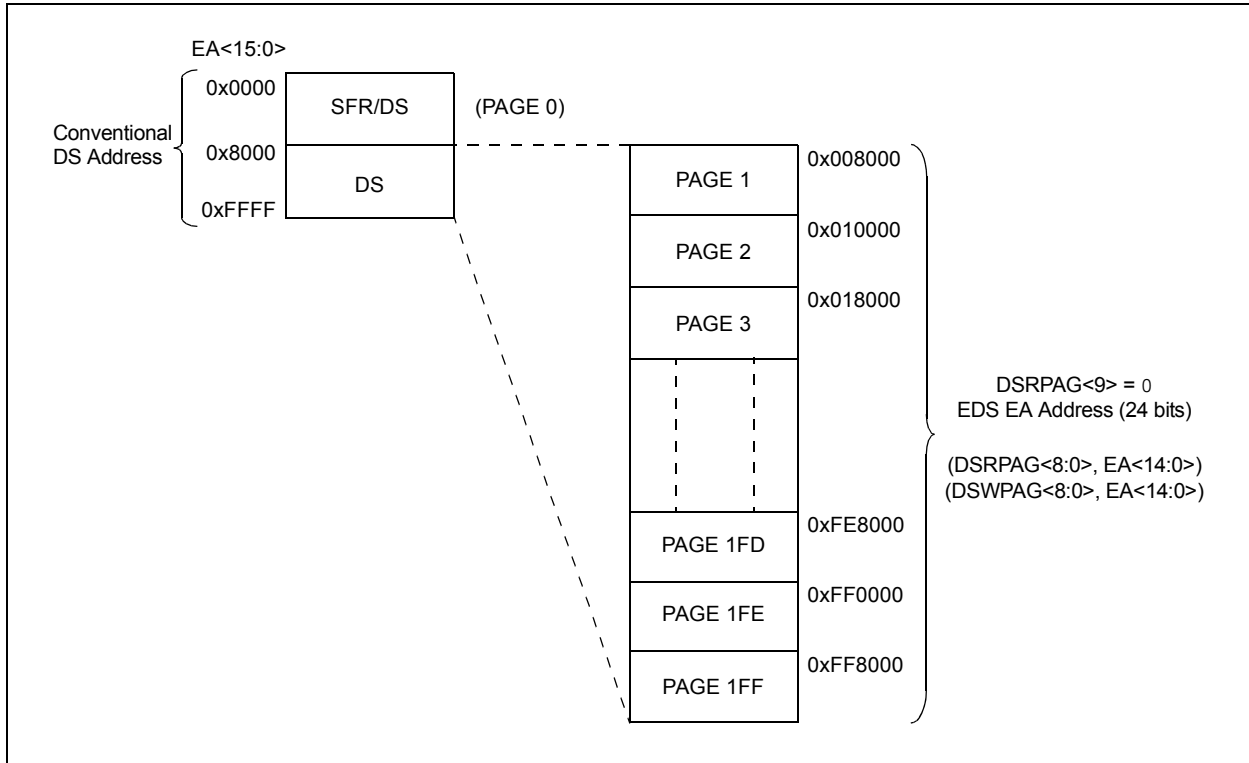 EA<15:0>
0x0000
SFR/DS
(PAGE 0)
Conventional
DS Address
0x8000
DS
0xFFFF
PAGE 1
0x008000
PAGE 2
0x010000
PAGE 3
0x018000
DSRPAG<9> = 0
EDS EA Address (24 bits)
(DSRPAG<8:0>, EA<14:0>)
(DSWPAG<8:0>, EA<14:0>)
PAGE 1FD
0xFE8000
PAGE 1FE
0xFF0000
PAGE 1FF
0xFF8000